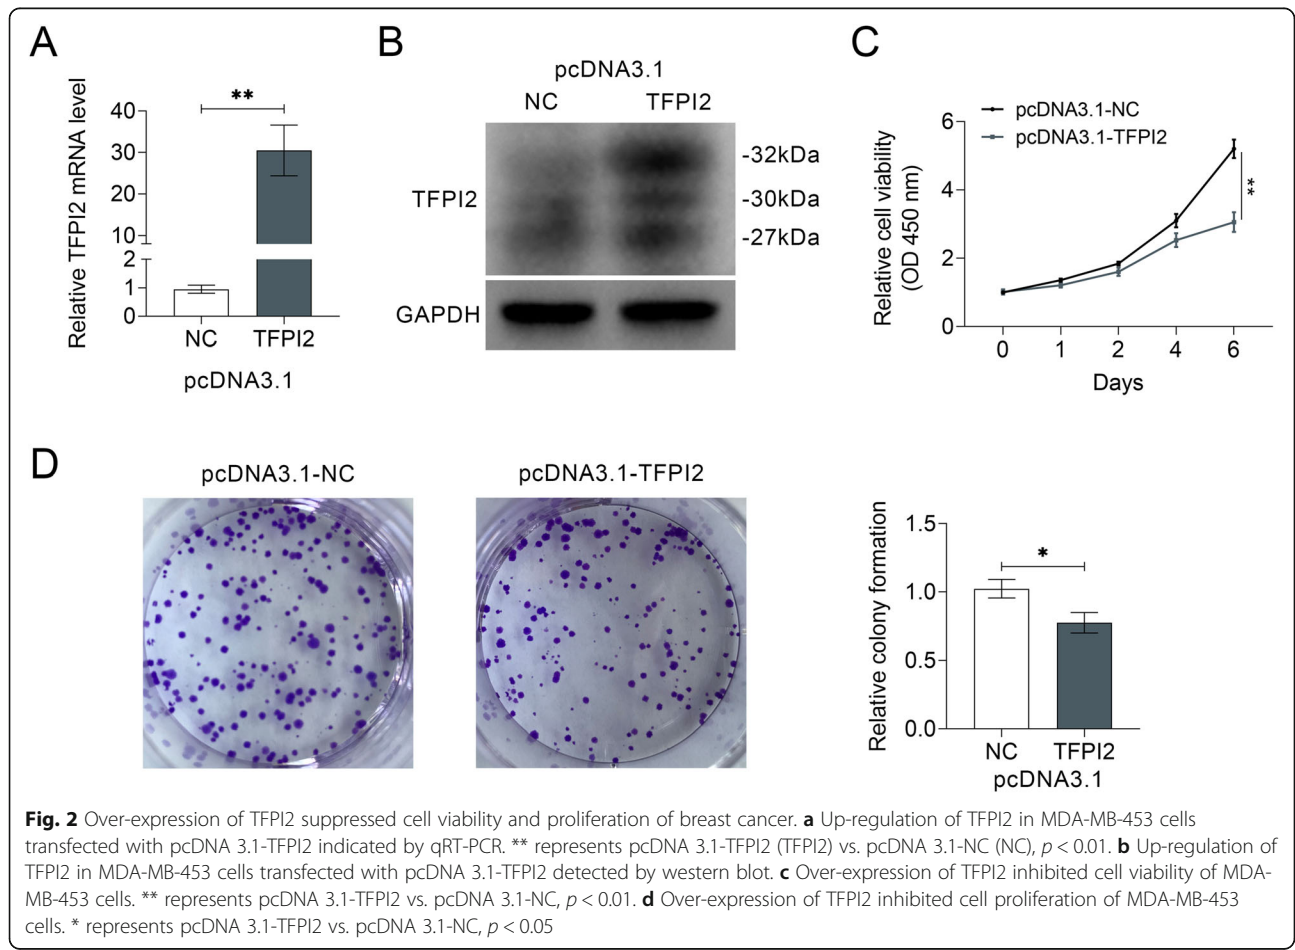 A
Relative TFPI2 mRNA level
40
30
20
10
2
1
0
**
NC TFPI2
pcDNA3.1
B
pcDNA3.1
NC TFPI2
TFPI2
-32kDa
-30kDa
-27kDa
GAPDH
C
Relative cell viability
(OD 450 nm)
6
4
2
0
pcDNA3.1-NC
pcDNA3.1-TFPI2
**
0 1 2 4 6
Days
D
pcDNA3.1-NC
pcDNA3.1-TFPI2
Relative colony formation
1.5
1.0
0.5
0.0
*
NC TFPI2
pcDNA3.1
Fig. 2 Over-expression of TFPI2 suppressed cell viability and proliferation of breast cancer. a Up-regulation of TFPI2 in MDA-MB-453 cells
transfected with pcDNA 3.1-TFPI2 indicated by qRT-PCR. ** represents pcDNA 3.1-TFPI2 (TFPI2) vs. pcDNA 3.1-NC (NC), p < 0.01. b Up-regulation of
TFPI2 in MDA-MB-453 cells transfected with pcDNA 3.1-TFPI2 detected by western blot. c Over-expression of TFPI2 inhibited cell viability of MDA-
MB-453 cells. ** represents pcDNA 3.1-TFPI2 vs. pcDNA 3.1-NC, p < 0.01. d Over-expression of TFPI2 inhibited cell proliferation of MDA-MB-453
cells. * represents pcDNA 3.1-TFPI2 vs. pcDNA 3.1-NC, p < 0.05